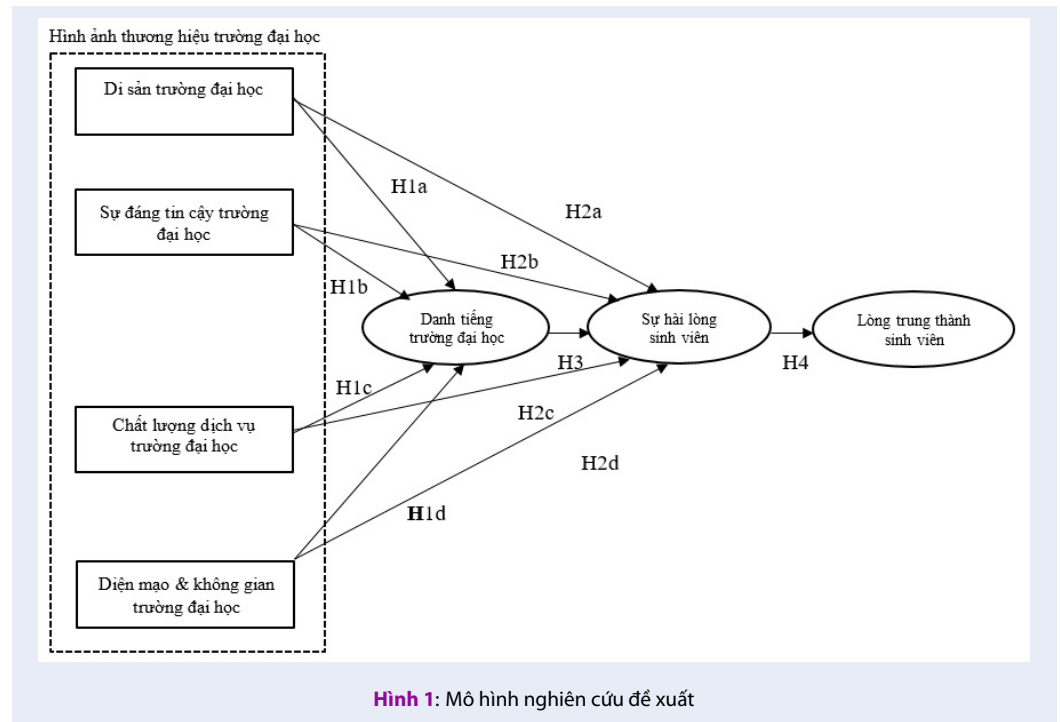 Hình ảnh thương hiệu trường đại học
Di sản trường đại học
H1a
H2a
Sự đáng tin cậy trường
đại học
H2b
H1b
Danh tiếng
trường đại học
Sự hài lòng
sinh viên
Lòng trung thành
sinh viên
H3
H4
H1c
Chất lượng dịch vụ
trường đại học
H2c
H2d
H1d
Diện mạo & không gian
trường đại học
Hình 1: Mô hình nghiên cứu đề xuất